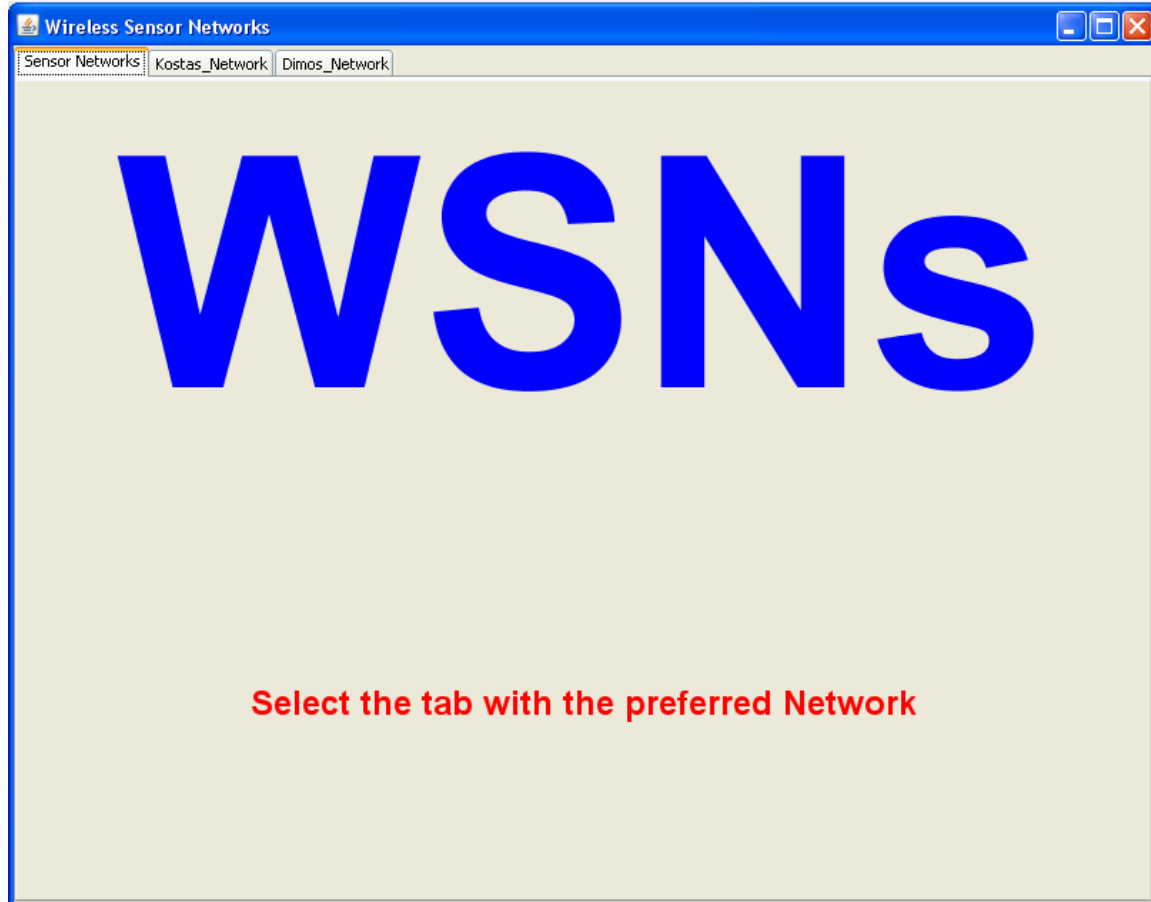 Wireless Sensor Networks
Sensor Networks Kostas_Network Dimos_Network
WSNs
Select the tab with the preferred Network